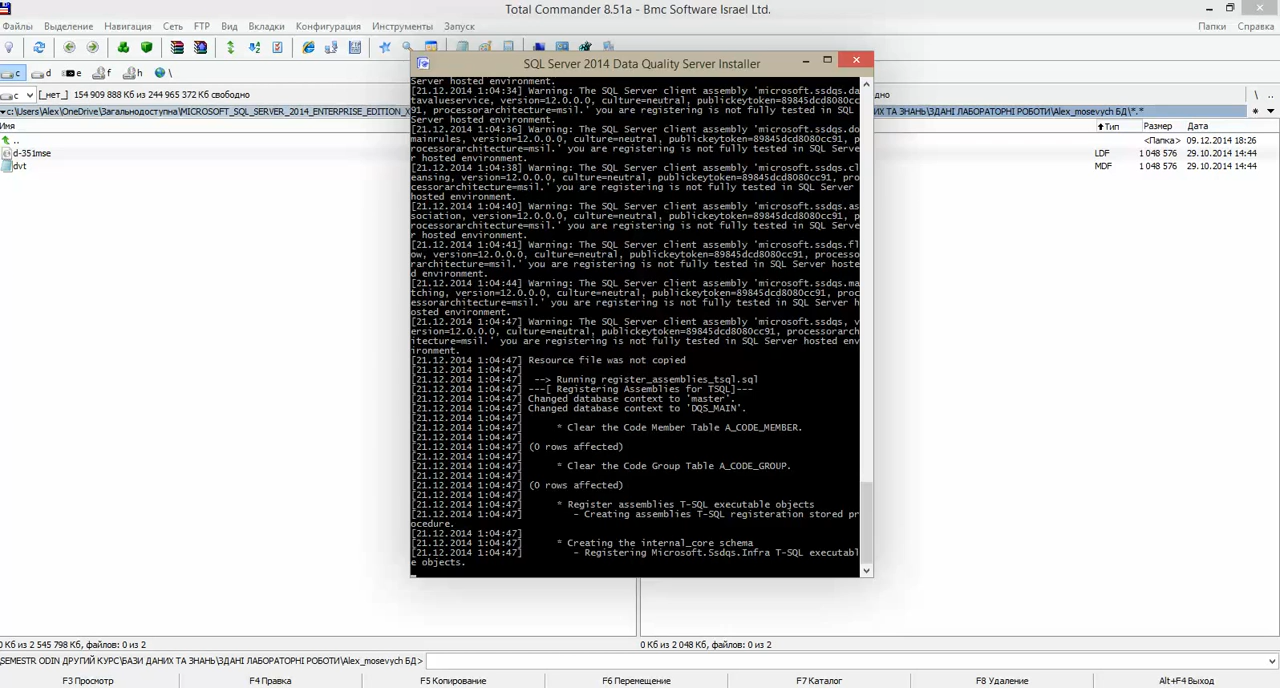 Total Commander 8.51a - Bmc Software Israel Ltd.
Файлы Выделение Навигация Сеть FTP Вид Вкладки Конфигурация Инструменты Запуск Папки Справка
SQL Server 2014 Data Quality Server Installer
c d e f h \
c [_нет_] 154 909 888 Кб из 244 965 372 Кб свободно
c:\Users\Alex\OneDrive\Загальнодоступна\MICROSOFT_SQL_SERVER_2014_ENTERPRISE_EDITION_X
АХ ТА ЗНАНЬ\ЗДАНІ ЛАБОРАТОРНІ РОБОТИ\Alex_mosevych БД\*.*
Имя
Тип Размер Дата
..
<Папка> 09.12.2014 18:26
d-351mse
LDF 1 048 576 29.10.2014 14:44
dvt
MDF 1 048 576 29.10.2014 14:44
Server hosted environment.
[21.12.2014 1:04:34] Warning: The SQL Server client assembly 'microsoft.ssdqs.da
tavalueservice, version=12.0.0.0, culture=neutral, publickeytoken=89845dcd8080cc
91, processorarchitecture=msil.' you are registering is not fully tested in SQL
Server hosted environment.
[21.12.2014 1:04:36] Warning: The SQL Server client assembly 'microsoft.ssdqs.do
mainrules, version=12.0.0.0, culture=neutral, publickeytoken=89845dcd8080cc91, p
rocessorarchitecture=msil.' you are registering is not fully tested in SQL Serve
r hosted environment.
[21.12.2014 1:04:38] Warning: The SQL Server client assembly 'microsoft.ssdqs.cl
eansing, version=12.0.0.0, culture=neutral, publickeytoken=89845dcd8080cc91, pro
cessorarchitecture=msil.' you are registering is not fully tested in SQL Server
hosted environment.
[21.12.2014 1:04:40] Warning: The SQL Server client assembly 'microsoft.ssdqs.as
sociation, version=12.0.0.0, culture=neutral, publickeytoken=89845dcd8080cc91, p
rocessorarchitecture=msil.' you are registering is not fully tested in SQL Serve
r hosted environment.
[21.12.2014 1:04:41] Warning: The SQL Server client assembly 'microsoft.ssdqs.fl
ow, version=12.0.0.0, culture=neutral, publickeytoken=89845dcd8080cc91, processo
rarchitecture=msil.' you are registering is not fully tested in SQL Server hoste
d environment.
[21.12.2014 1:04:44] Warning: The SQL Server client assembly 'microsoft.ssdqs.ma
tching, version=12.0.0.0, culture=neutral, publickeytoken=89845dcd8080cc91, proc
essorarchitecture=msil.' you are registering is not fully tested in SQL Server h
osted environment.
[21.12.2014 1:04:47] Warning: The SQL Server client assembly 'microsoft.ssdqs, v
ersion=12.0.0.0, culture=neutral, publickeytoken=89845dcd8080cc91, processorarch
itecture=msil.' you are registering is not fully tested in SQL Server hosted env
ironment.
[21.12.2014 1:04:47] Resource file was not copied
[21.12.2014 1:04:47]
[21.12.2014 1:04:47] --> Running register_assemblies_tsql.sql
[21.12.2014 1:04:47] ---[ Registering Assemblies for TSQL]---
[21.12.2014 1:04:47] Changed database context to 'master'.
[21.12.2014 1:04:47] Changed database context to 'DQS_MAIN'.
[21.12.2014 1:04:47]
[21.12.2014 1:04:47] * Clear the Code Member Table A_CODE_MEMBER.
[21.12.2014 1:04:47]
[21.12.2014 1:04:47] (0 rows affected)
[21.12.2014 1:04:47]
[21.12.2014 1:04:47] * Clear the Code Group Table A_CODE_GROUP.
[21.12.2014 1:04:47]
[21.12.2014 1:04:47] (0 rows affected)
[21.12.2014 1:04:47]
[21.12.2014 1:04:47] * Register assemblies T-SQL executable objects
[21.12.2014 1:04:47] - Creating assemblies T-SQL registeration stored pr
ocedure.
[21.12.2014 1:04:47]
[21.12.2014 1:04:47] * Creating the internal_core schema
[21.12.2014 1:04:47] - Registering Microsoft.Ssdqs.Infra T-SQL executabl
e objects.
0 Кб из 2 545 798 Кб, файлы: 0 из 2
0 Кб из 2 048 Кб, файлов: 0 из 2
SEMESTR ODIN ДРУГИЙ КУРС\БАЗИ ДАНИХ ТА ЗНАНЬ\ЗДАНІ ЛАБОРАТОРНІ РОБОТИ\Alex_mosevych БД>
F3 Просмотр F4 Правка F5 Копирование F6 Перемещение F7 Каталог F8 Удаление Alt+F4 Выход